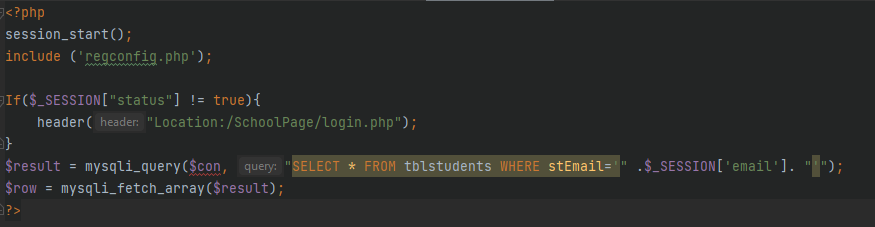 <?php
session_start();
include ('regconfig.php');
If($_SESSION["status"] != true){
header( header: "Location:/SchoolPage/login.php");
}
$result = mysqli_query($con, query: "SELECT * FROM tblstudents WHERE stEmail='" .$_SESSION['email']. "'");
$row = mysqli_fetch_array($result);
?>